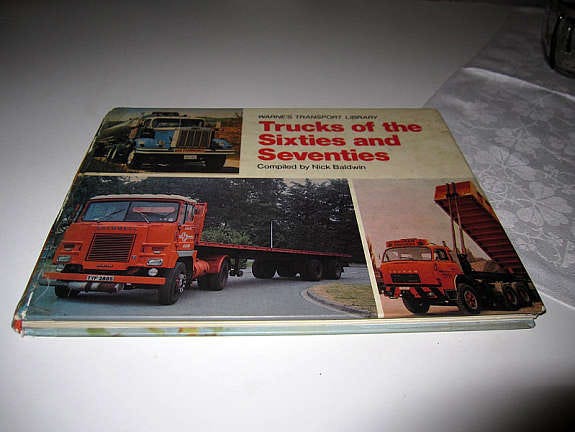 WARNE'S TRANSPORT LIBRARY
Trucks of the
Sixties and
Seventies
Compiled by Nick Baldwin